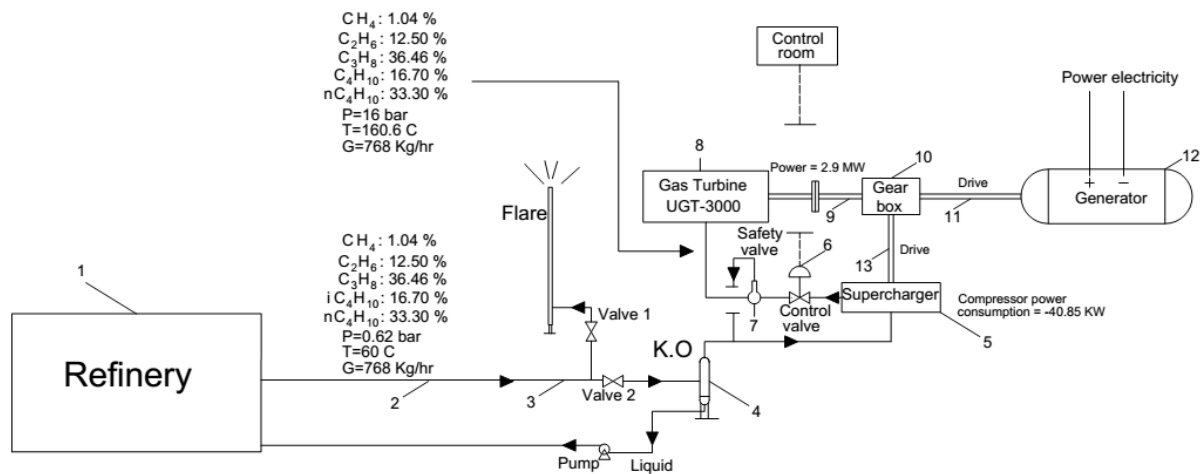 CH₄: 1.04 %
C₂H₆: 12.50 %
C₃H₈: 36.46 %
C₄H₁₀: 16.70 %
nC₄H₁₀: 33.30 %
P=16 bar
T=160.6 C
G=768 Kg/hr
Control
room
Power electricity
8
Power = 2.9 MW
10
12
Gas Turbine
UGT-3000
Gear
box
Drive
+ −
Generator
9
11
Flare
Safety
valve
6
13
Drive
CH₄: 1.04 %
C₂H₆: 12.50 %
C₃H₈: 36.46 %
iC₄H₁₀: 16.70 %
nC₄H₁₀: 33.30 %
P=0.62 bar
T=60 C
G=768 Kg/hr
1
Valve 1
7
Control
valve
Supercharger
Compressor power
consumption = -40.85 KW
5
K.O
Refinery
2
3
Valve 2
4
Pump
Liquid